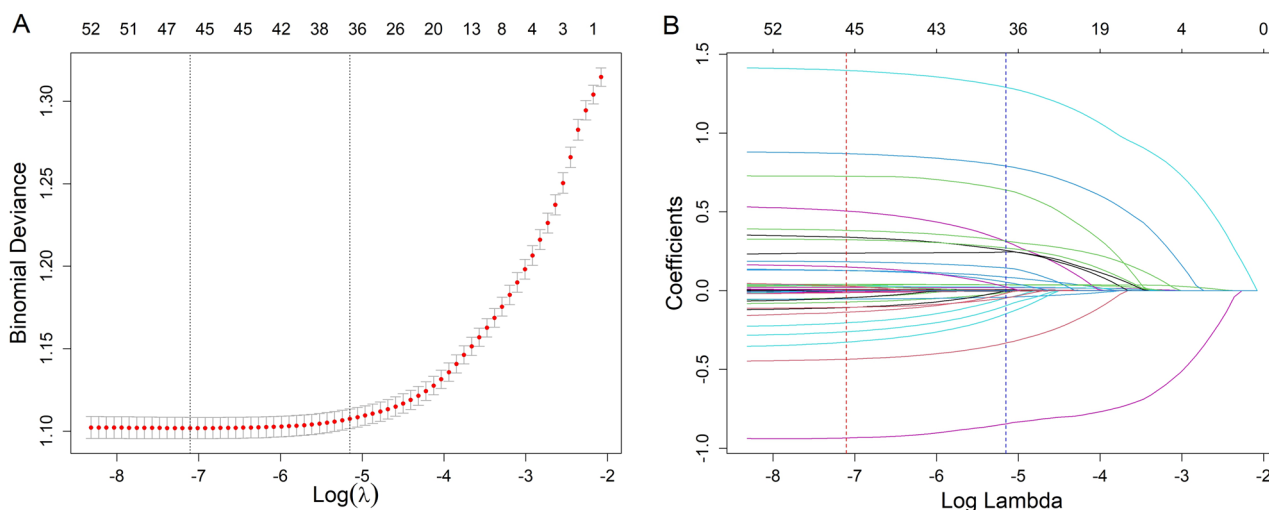 A
52 51 47 45 45 42 38 36 26 20 13 8 4 3 1
Binomial Deviance
1.30
1.25
1.20
1.15
1.10
-8 -7 -6 -5 -4 -3 -2 -1
Log(λ)
B
52 45 43 36 19 4 0
Coefficients
1.5
1.0
0.5
0.0
-0.5
-1.0
-8 -7 -6 -5 -4 -3 -2
Log Lambda